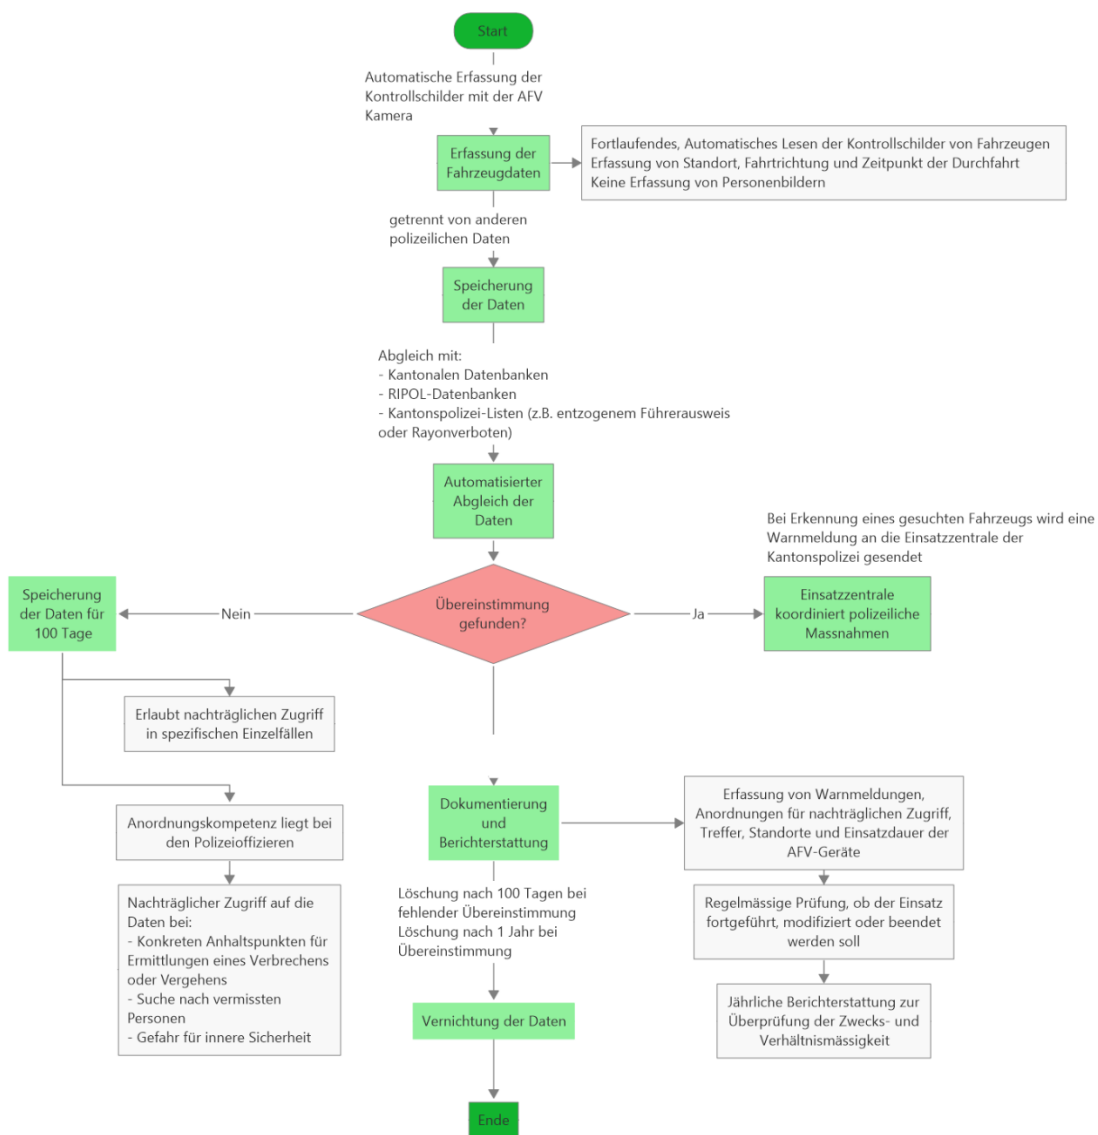 Start
Automatische Erfassung der
Kontrollschilder mit der AFV
Kamera
Erfassung der
Fahrzeugdaten
Fortlaufendes, Automatisches Lesen der Kontrollschilder von Fahrzeugen
Erfassung von Standort, Fahrtrichtung und Zeitpunkt der Durchfahrt
Keine Erfassung von Personenbildern
getrennt von anderen
polizeilichen Daten
Speicherung
der Daten
Abgleich mit:
- Kantonalen Datenbanken
- RIPOL-Datenbanken
- Kantonspolizei-Listen (z.B. entzogenem Führerausweis
oder Rayonverboten)
Automatisierter
Abgleich der
Daten
Bei Erkennung eines gesuchten Fahrzeugs wird eine
Warnmeldung an die Einsatzzentrale der
Kantonspolizei gesendet
Speicherung
der Daten für
100 Tage
Nein
Übereinstimmung
gefunden?
Ja
Einsatzzentrale
koordiniert polizeiliche
Massnahmen
Erlaubt nachträglichen Zugriff
in spezifischen Einzelfällen
Anordnungskompetenz liegt bei
den Polizeioffizieren
Nachträglicher Zugriff auf die
Daten bei:
- Konkreten Anhaltspunkten für
Ermittlungen eines Verbrechens
oder Vergehens
- Suche nach vermissten
Personen
- Gefahr für innere Sicherheit
Dokumentierung
und
Berichterstattung
Erfassung von Warnmeldungen,
Anordnungen für nachträglichen Zugriff,
Treffer, Standorte und Einsatzdauer der
AFV-Geräte
Löschung nach 100 Tagen bei
fehlender Übereinstimmung
Löschung nach 1 Jahr bei
Übereinstimmung
Regelmässige Prüfung, ob der Einsatz
fortgeführt, modifiziert oder beendet
werden soll
Vernichtung der Daten
Jährliche Berichterstattung zur
Überprüfung der Zwecks- und
Verhältnismässigkeit
Ende